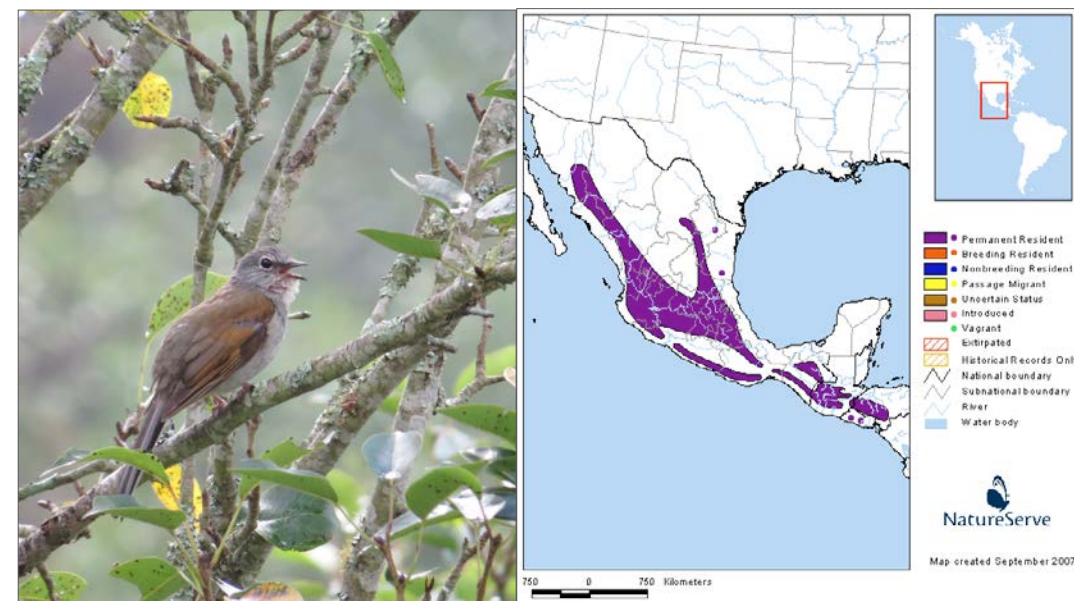 Permanent Resident
Breeding Resident
Nonbreeding Resident
Passage Migrant
Uncertain Status
Introduced
Vagrant
Extirpated
Historical Records Onl
National boundary
Subnational boundary
River
Water body
NatureServe
Map created September 2007
750 0 750 Kilometers